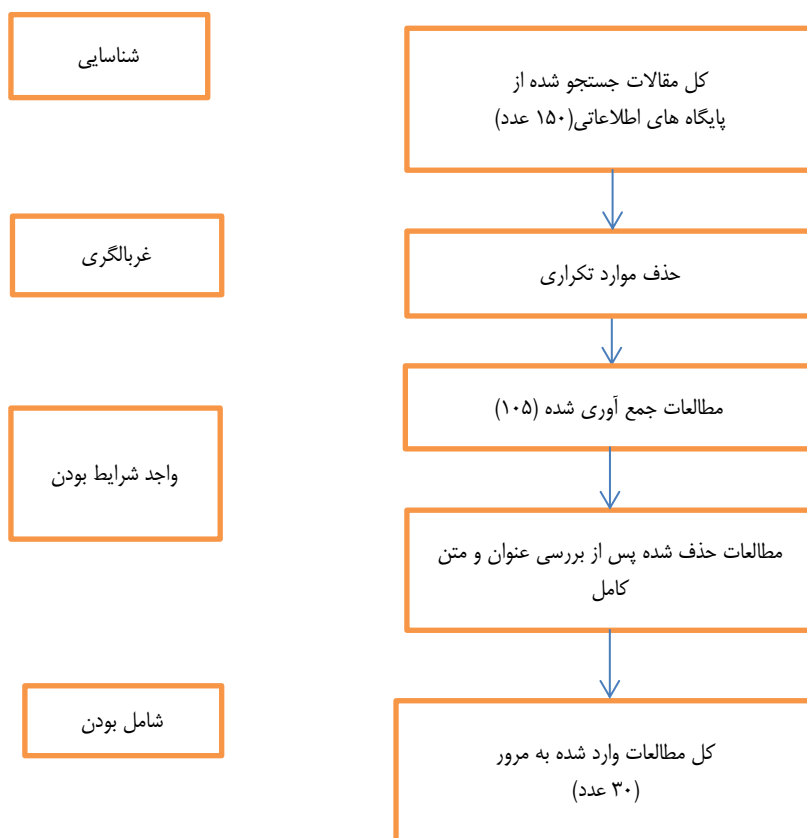 شناسایی
کل مقالات جستجو شده از
پایگاه های اطلاعاتی(۱۵۰ عدد)
غربالگری
حذف موارد تکراری
مطالعات جمع آوری شده (۱۰۵)
واجد شرایط بودن
مطالعات حذف شده پس از بررسی عنوان و متن
کامل
شامل بودن
کل مطالعات وارد شده به مرور
(۳۰ عدد)